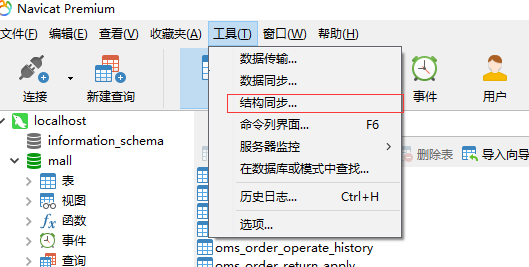 Navicat Premium
文件(F) 编辑(E) 查看(V) 收藏夹(A) 工具(T) 窗口(W) 帮助(H)
连接
新建查询
数据传输...
数据同步...
结构同步...
命令列界面... F6
服务器监控
在数据库或模式中查找...
历史日志... Ctrl+H
选项...
事件
用户
localhost
information_schema
mall
表
视图
函数
事件
查询
删除表 导入向导
oms_order_operate_history
oms_order_return_apply